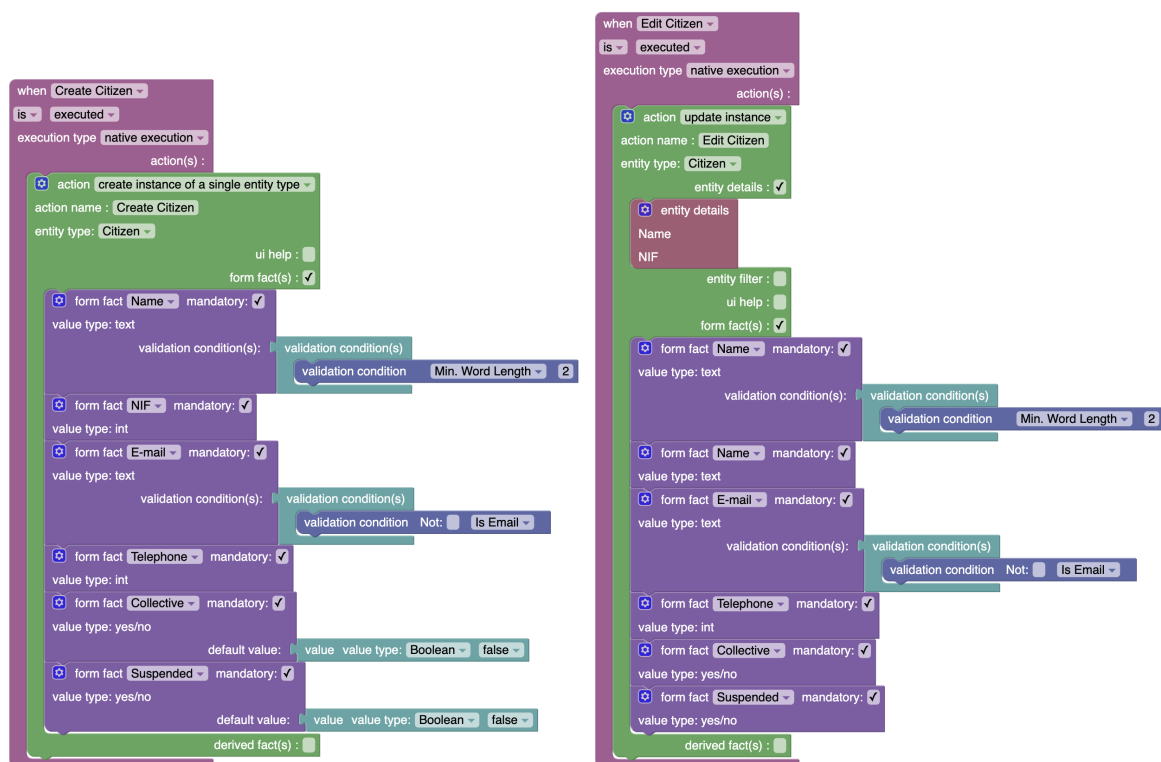 when Create Citizen
is executed
execution type native execution
action(s) :
action create instance of a single entity type
action name : Create Citizen
entity type: Citizen
ui help :
form fact(s) : ✓
form fact Name mandatory: ✓
value type: text
validation condition(s): validation condition(s)
validation condition Min. Word Length 2
form fact NIF mandatory: ✓
value type: int
form fact E-mail mandatory: ✓
value type: text
validation condition(s): validation condition(s)
validation condition Not: Is Email
form fact Telephone mandatory: ✓
value type: int
form fact Collective mandatory: ✓
value type: yes/no
default value: value value type: Boolean false
form fact Suspended mandatory: ✓
value type: yes/no
default value: value value type: Boolean false
derived fact(s) :
when Edit Citizen
is executed
execution type native execution
action(s) :
action update instance
action name : Edit Citizen
entity type: Citizen
entity details : ✓
entity details
Name
NIF
entity filter :
ui help :
form fact(s) : ✓
form fact Name mandatory: ✓
value type: text
validation condition(s): validation condition(s)
validation condition Min. Word Length 2
form fact Name mandatory: ✓
value type: text
form fact E-mail mandatory: ✓
value type: text
validation condition(s): validation condition(s)
validation condition Not: Is Email
form fact Telephone mandatory: ✓
value type: int
form fact Collective mandatory: ✓
value type: yes/no
form fact Suspended mandatory: ✓
value type: yes/no
derived fact(s) :